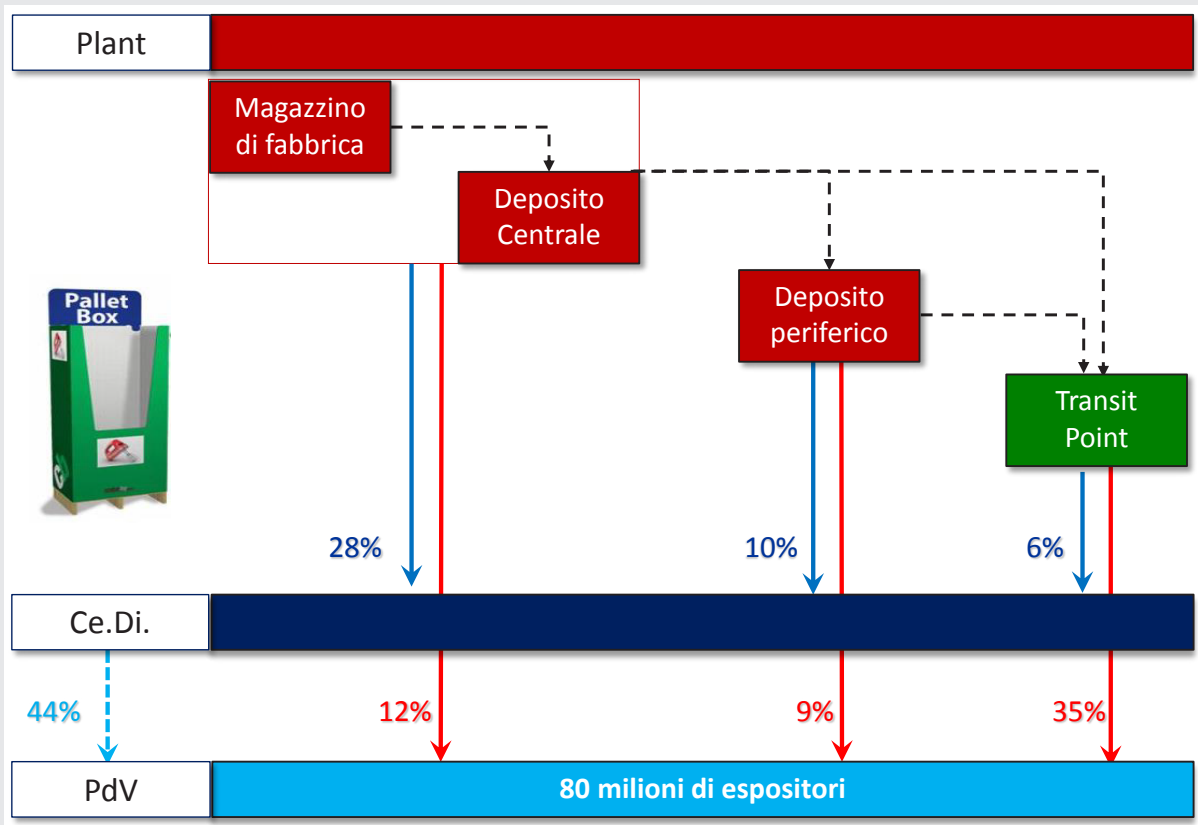 Plant
Magazzino
di fabbrica
Deposito
Centrale
Deposito
periferico
Pallet
Box
Transit
Point
28%
10%
6%
Ce.Di.
44%
12%
9%
35%
PdV
80 milioni di espositori